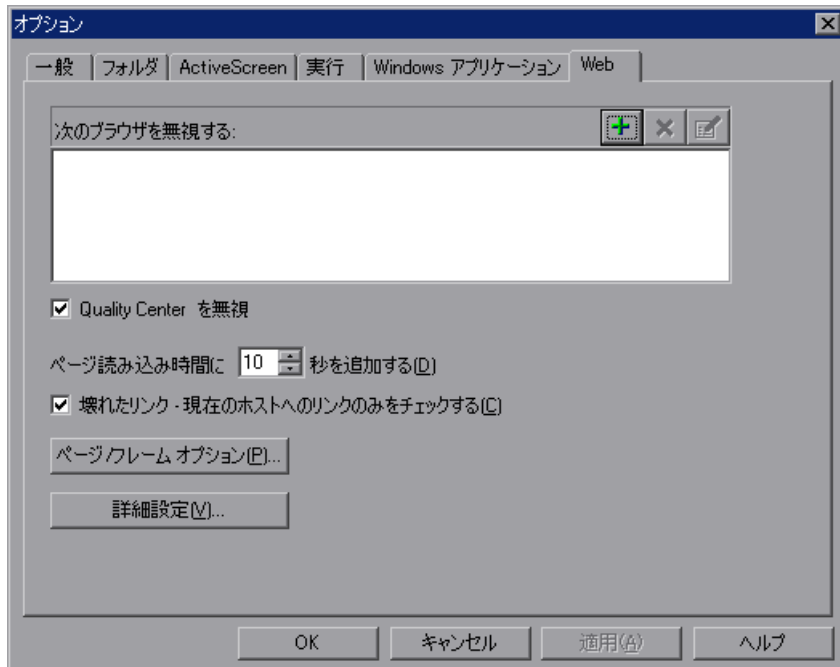 オプション
一般 フォルダ ActiveScreen 実行 Windows アプリケーション Web
次のブラウザを無視する:
Quality Center を無視
ページ読み込み時間に 10 秒を追加する(D)
壊れたリンク - 現在のホストへのリンクのみをチェックする(C)
ページ/フレーム オプション(P)...
詳細設定(V)...
OK キャンセル 適用(A) ヘルプ